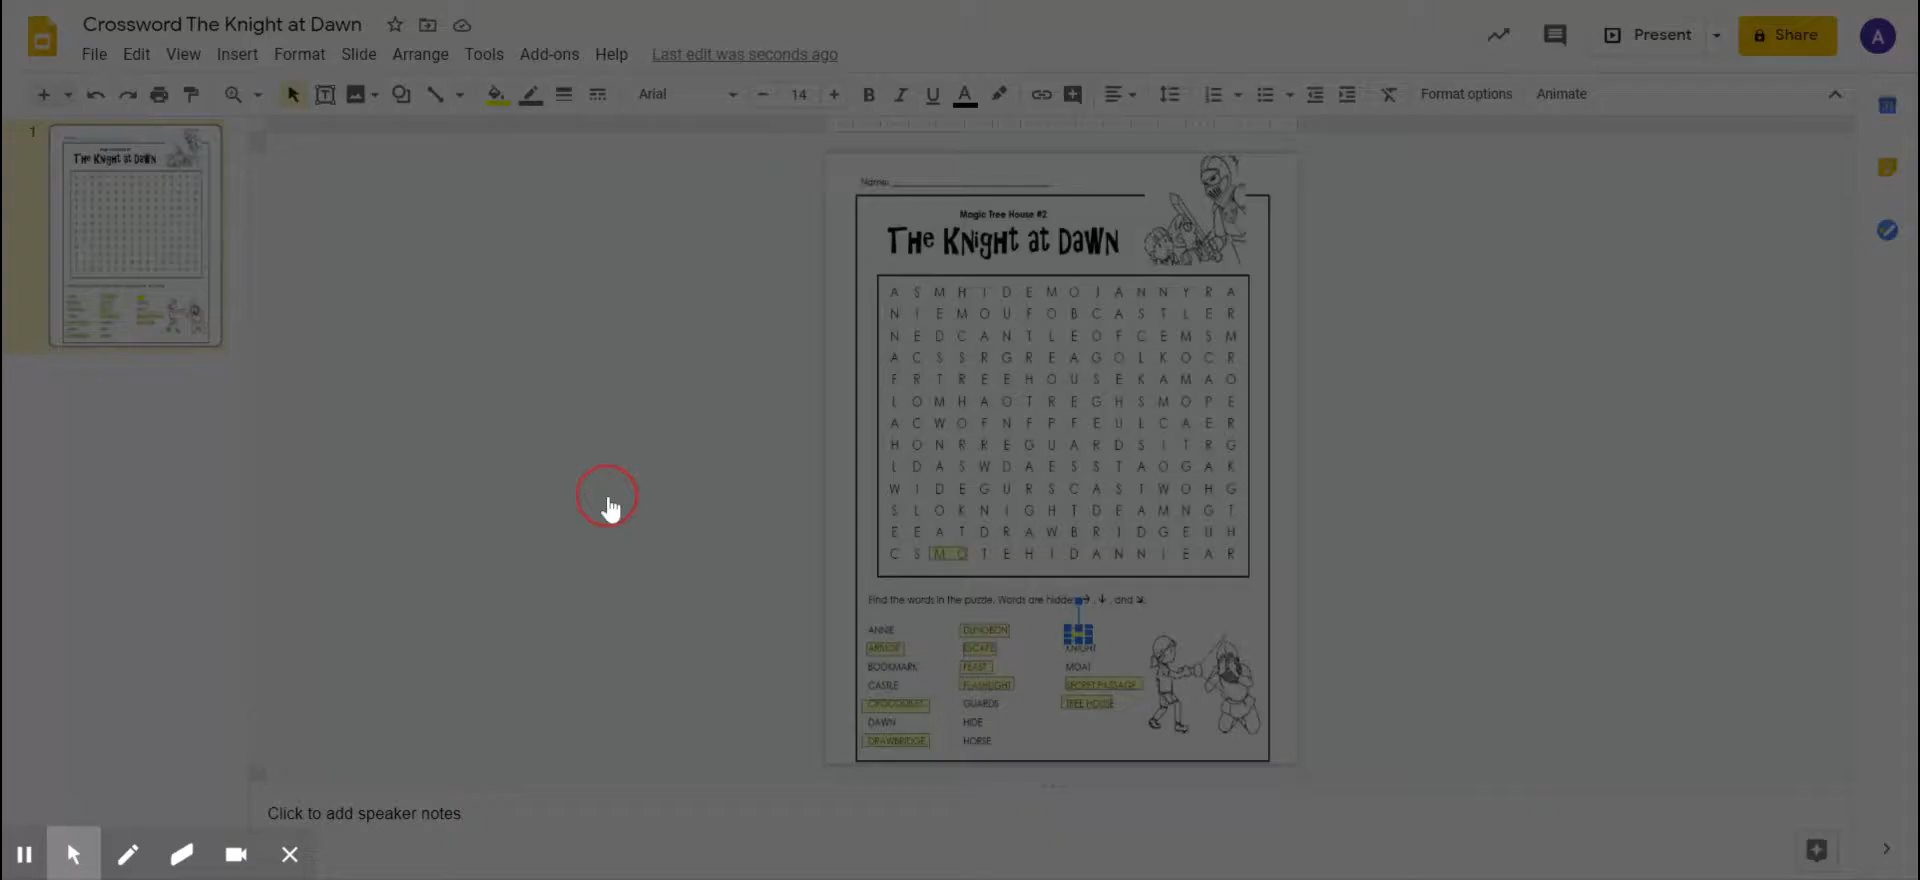 Crossword The Knight at Dawn
File Edit View Insert Format Slide Arrange Tools Add-ons Help Last edit was seconds ago
Present
Share
A
Arial
14
Format options
Animate
1
Name:
Magic Tree House #2
The Knight at Dawn
A S M H I D E M O J A N N Y R A
N I E M O U F O B C A S T L E R
N E D C A N T L E O F C E M S M
A C S S R G R E A G O L K O C R
F R T R E E H O U S E K A M A O
L O M H A O T R E G H S M O P E
A C W O F N F P F E U L C A E R
H O N R R E G U A R D S I T R G
L D A S W D A E S S T A O G A K
W I D E G U R S C A S T W O H G
S L O K N I G H T D E A M N G T
E E A T D R A W B R I D G E U H
C S M O T E H I D A N N I E A R
Find the words in the puzzle. Words are hidden → , ↓ , and ↘.
ANNIE DUNGEON
ARMOR ESCAPE KNIGHT
BOOKMARK FEAST MOAT
CASTLE FLASHLIGHT SECRET PASSAGE
CROCODILES GUARDS TREE HOUSE
DAWN HIDE
DRAWBRIDGE HORSE
Click to add speaker notes